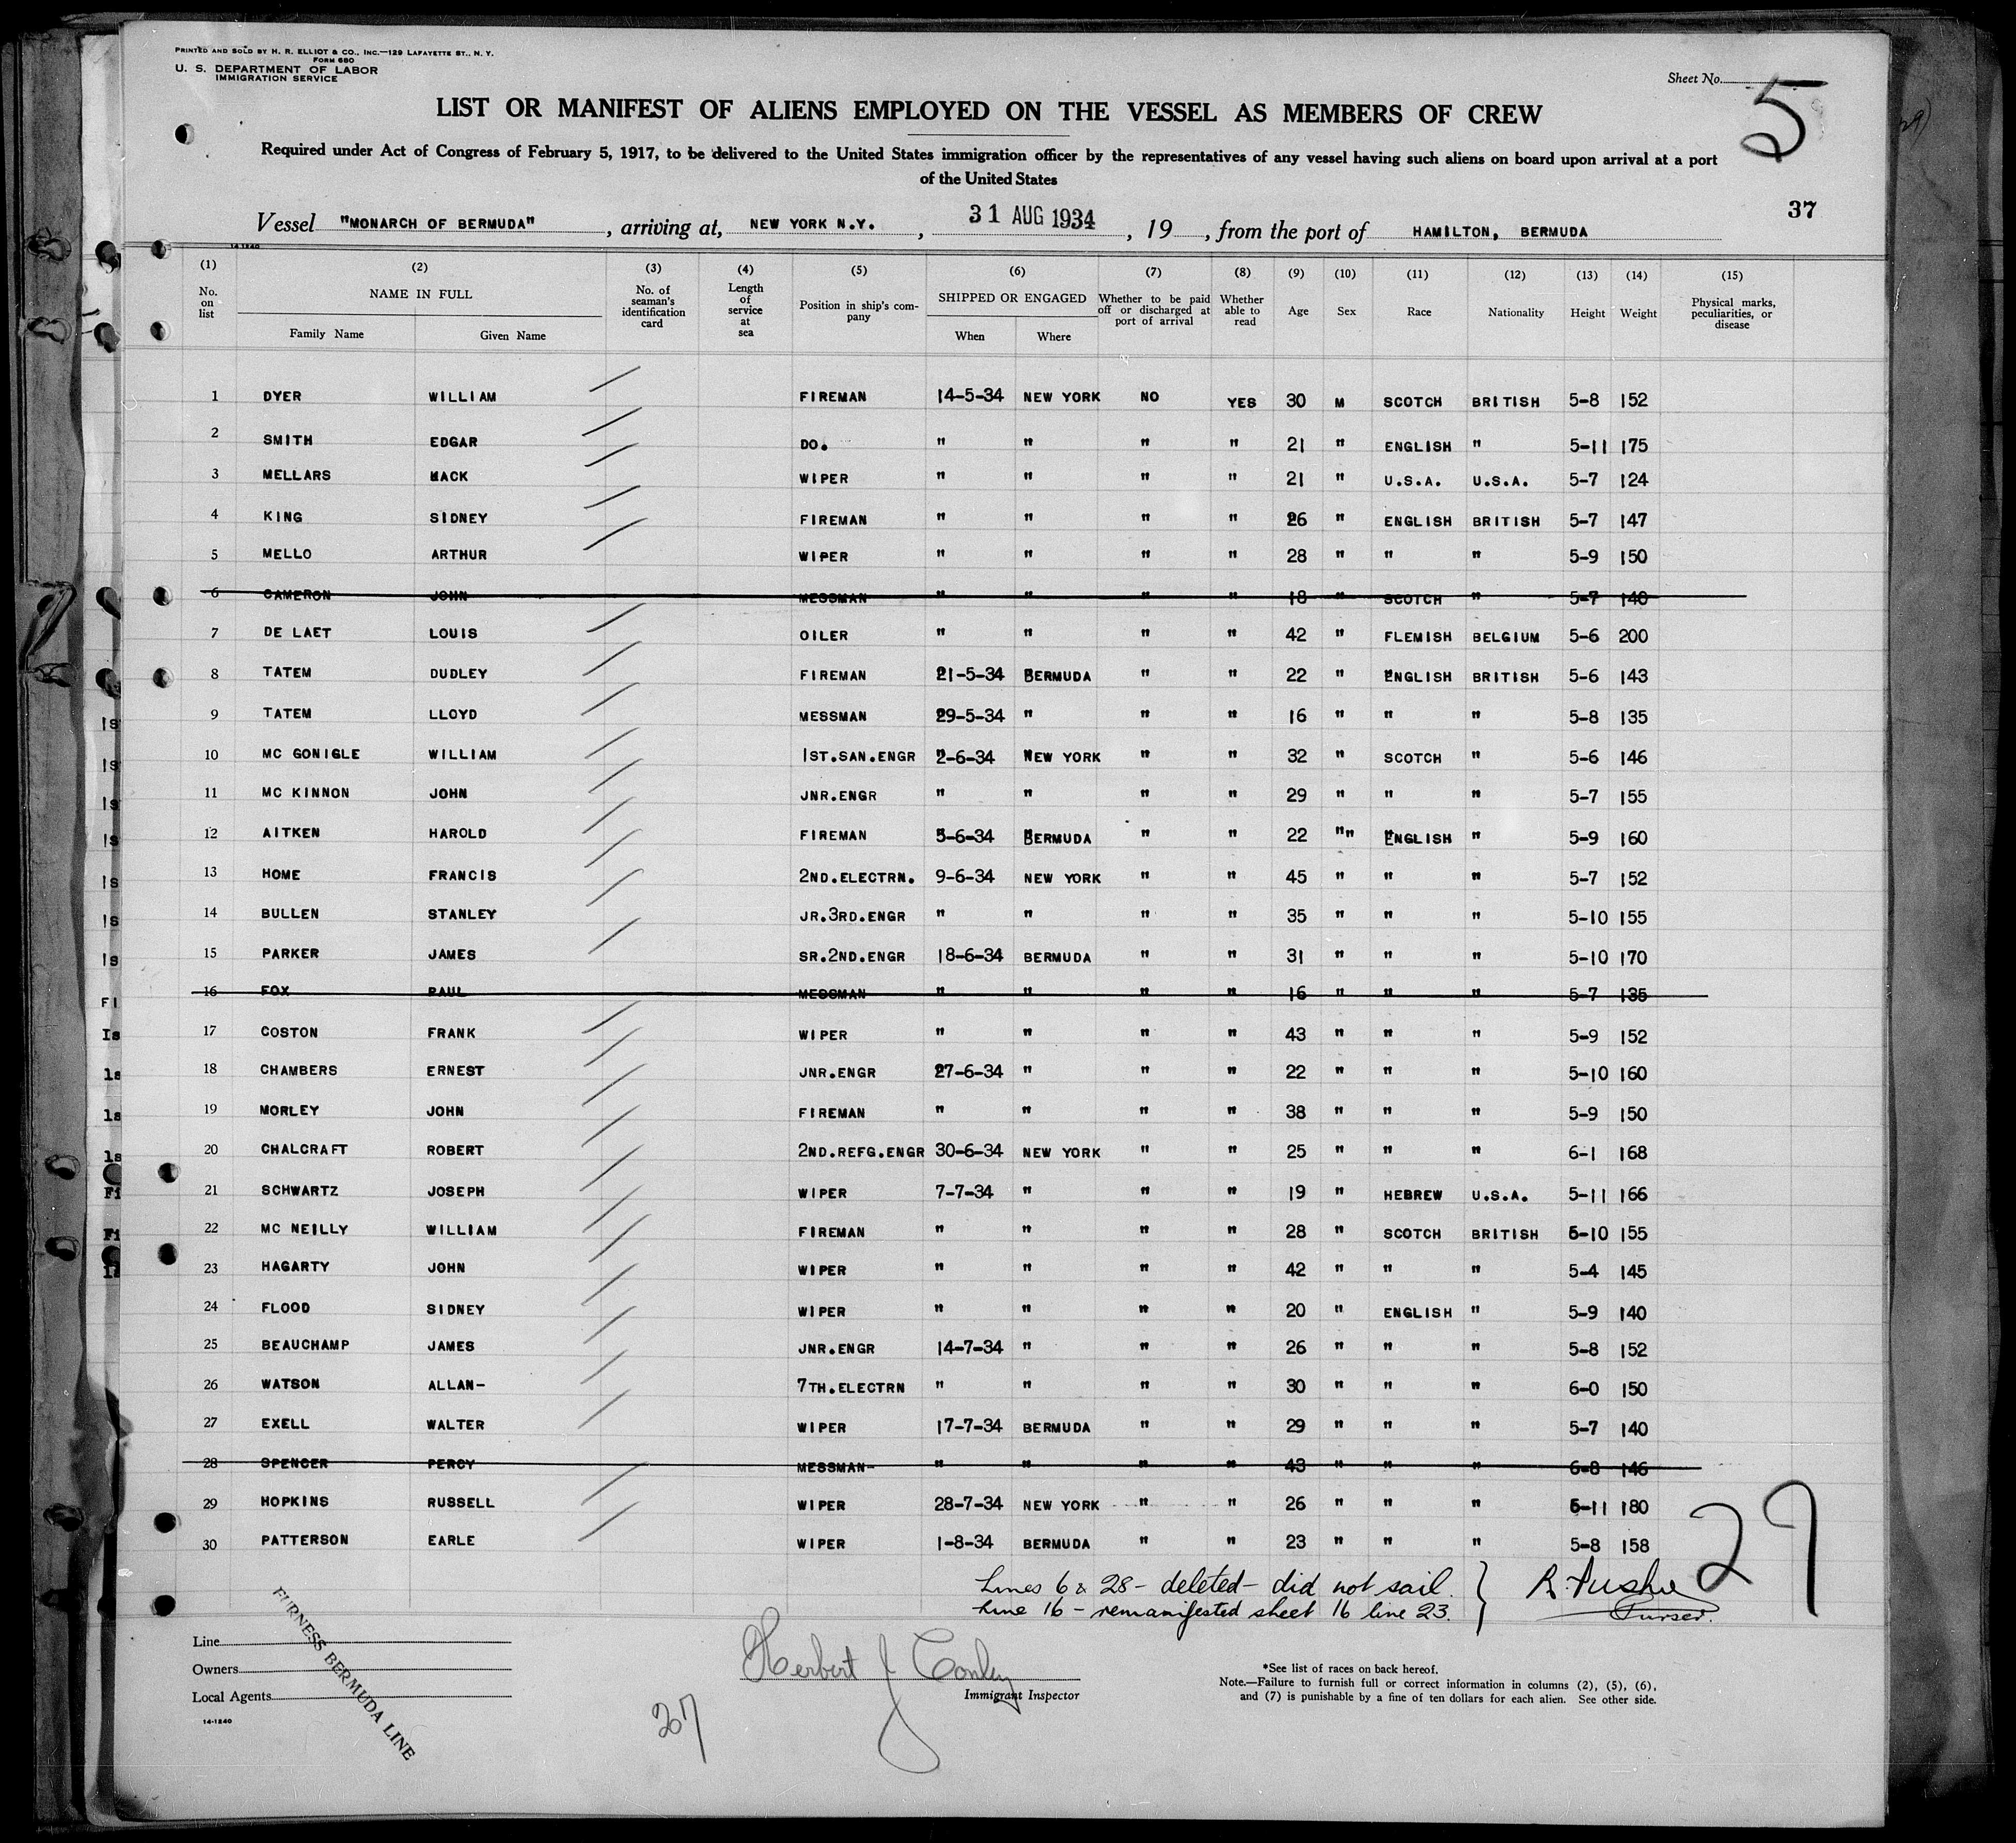 PRINTED AND SOLD BY H. R. ELLIOT & CO., INC.—129 LAFAYETTE ST., N. Y.
FORM 680
U. S. DEPARTMENT OF LABOR
IMMIGRATION SERVICE
Sheet No. 5
LIST OR MANIFEST OF ALIENS EMPLOYED ON THE VESSEL AS MEMBERS OF CREW
Required under Act of Congress of February 5, 1917, to be delivered to the United States immigration officer by the representatives of any vessel having such aliens on board upon arrival at a port
of the United States
37
Vessel "MONARCH OF BERMUDA", arriving at, NEW YORK N.Y., 31 AUG 1934, 19, from the port of HAMILTON, BERMUDA
14-1240
(1) (2) (3) (4) (5) (6) (7) (8) (9) (10) (11) (12) (13) (14) (15)
No. on list NAME IN FULL Family Name Given Name No. of seaman's identification card Length of service at sea Position in ship's company SHIPPED OR ENGAGED When Where Whether to be paid off or discharged at port of arrival Whether able to read Age Sex Race Nationality Height Weight Physical marks, peculiarities, or disease
1 DYER WILLIAM FIREMAN 14-5-34 NEW YORK NO YES 30 M SCOTCH BRITISH 5-8 152
2 SMITH EDGAR DO. " " " " 21 " ENGLISH " 5-11 175
3 MELLARS MACK WIPER " " " " 21 " U.S.A. U.S.A. 5-7 124
4 KING SIDNEY FIREMAN " " " " 26 " ENGLISH BRITISH 5-7 147
5 MELLO ARTHUR WIPER " " " " 28 " " " 5-9 150
6 CAMERON JOHN MESSMAN " " " " 18 " SCOTCH " 5-7 140
7 DE LAET LOUIS OILER " " " " 42 " FLEMISH BELGIUM 5-6 200
8 TATEM DUDLEY FIREMAN 21-5-34 BERMUDA " " 22 " ENGLISH BRITISH 5-6 143
9 TATEM LLOYD MESSMAN 29-5-34 " " " 16 " " " 5-8 135
10 MC GONIGLE WILLIAM 1ST.SAN.ENGR 2-6-34 NEW YORK " " 32 " SCOTCH " 5-6 146
11 MC KINNON JOHN JNR.ENGR " " " " 29 " " " 5-7 155
12 AITKEN HAROLD FIREMAN 5-6-34 BERMUDA " " 22 "" ENGLISH " 5-9 160
13 HOME FRANCIS 2ND.ELECTRN. 9-6-34 NEW YORK " " 45 " " " 5-7 152
14 BULLEN STANLEY JR.3RD.ENGR " " " " 35 " " " 5-10 155
15 PARKER JAMES SR.2ND.ENGR 18-6-34 BERMUDA " " 31 " " " 5-10 170
16 FOX PAUL MESSMAN " " " " 16 " " " 5-7 135
17 COSTON FRANK WIPER " " " " 43 " " " 5-9 152
18 CHAMBERS ERNEST JNR.ENGR 27-6-34 " " " 22 " " " 5-10 160
19 MORLEY JOHN FIREMAN " " " " 38 " " " 5-9 150
20 CHALCRAFT ROBERT 2ND.REFG.ENGR 30-6-34 NEW YORK " " 25 " " " 6-1 168
21 SCHWARTZ JOSEPH WIPER 7-7-34 " " " 19 " HEBREW U.S.A. 5-11 166
22 MC NEILLY WILLIAM FIREMAN " " " " 28 " SCOTCH BRITISH 5-10 155
23 HAGARTY JOHN WIPER " " " " 42 " " " 5-4 145
24 FLOOD SIDNEY WIPER " " " " 20 " ENGLISH " 5-9 140
25 BEAUCHAMP JAMES JNR.ENGR 14-7-34 " " " 26 " " " 5-8 152
26 WATSON ALLAN- 7TH.ELECTRN " " " " 30 " " " 6-0 150
27 EXELL WALTER WIPER 17-7-34 BERMUDA " " 29 " " " 5-7 140
28 SPENCER PERCY MESSMAN- " " " " 43 " " " 6-8 146
29 HOPKINS RUSSELL WIPER 28-7-34 NEW YORK " " 26 " " " 5-11 180
30 PATTERSON EARLE WIPER 1-8-34 BERMUDA " " 23 " " " 5-8 158
29
Lines 6 & 28 – deleted – did not sail.
Line 16 – remanifested sheet 16 line 23.
Purser.
Line
Owners
Local Agents
14-1240
FURNESS BERMUDA LINE
Herbert J Conley
Immigrant Inspector
27
*See list of races on back hereof.
Note.—Failure to furnish full or correct information in columns (2), (5), (6),
and (7) is punishable by a fine of ten dollars for each alien. See other side.